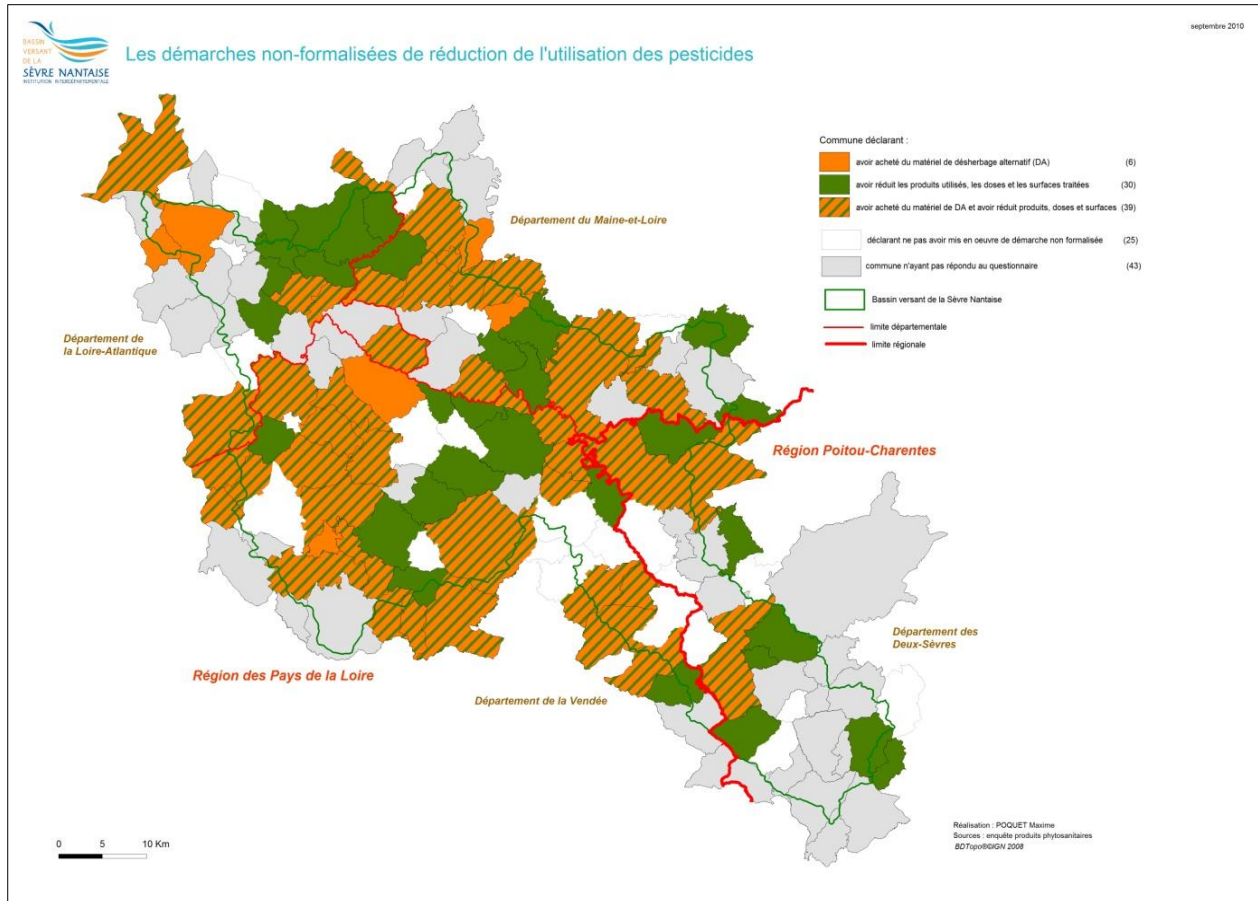 septembre 2010
BASSIN
VERSANT
DE LA
SÈVRE NANTAISE
INSTITUTION INTERDÉPARTEMENTALE
Les démarches non-formalisées de réduction de l'utilisation des pesticides
Commune déclarant :
avoir acheté du matériel de désherbage alternatif (DA) (6)
avoir réduit les produits utilisés, les doses et les surfaces traitées (30)
avoir acheté du matériel de DA et avoir réduit produits, doses et surfaces (39)
déclarant ne pas avoir mis en oeuvre de démarche non formalisée (25)
commune n'ayant pas répondu au questionnaire (43)
Bassin versant de la Sèvre Nantaise
limite départementale
limite régionale
Département du Maine-et-Loire
Département de
la Loire-Atlantique
Région Poitou-Charentes
Département des
Deux-Sèvres
Région des Pays de la Loire
Département de la Vendée
0 5 10 Km
Réalisation : POQUET Maxime
Sources : enquête produits phytosanitaires
BDTopo®©IGN 2008